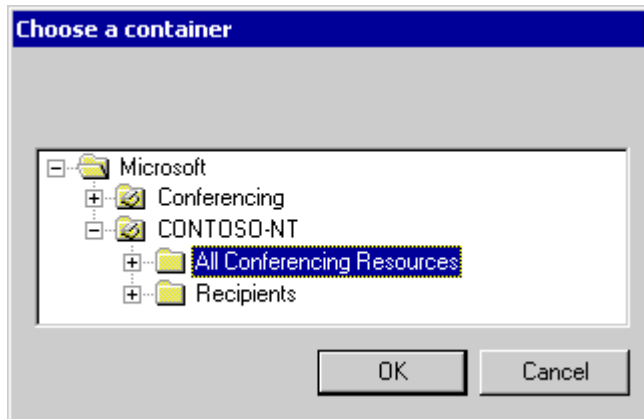 Choose a container
Microsoft
Conferencing
CONTOSO-NT
All Conferencing Resources
Recipients
OK Cancel